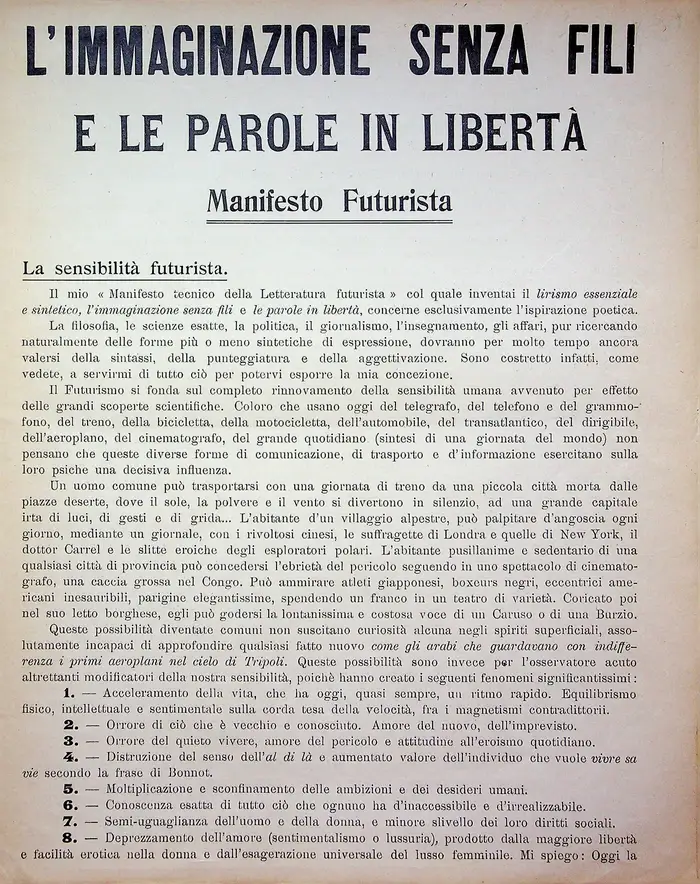 L'IMMAGINAZIONE SENZA FILI
E LE PAROLE IN LIBERTÀ
Manifesto Futurista
La sensibilità futurista.
Il mio « Manifesto tecnico della Letteratura futurista » col quale inventai il lirismo essenziale
e sintetico, l'immaginazione senza fili e le parole in libertà, concerne esclusivamente l'ispirazione poetica.
La filosofia, le scienze esatte, la politica, il giornalismo, l'insegnamento, gli affari, pur ricercando
naturalmente delle forme più o meno sintetiche di espressione, dovranno per molto tempo ancora
valersi della sintassi, della punteggiatura e della aggettivazione. Sono costretto infatti, come
vedete, a servirmi di tutto ciò per potervi esporre la mia concezione.
Il Futurismo si fonda sul completo rinnovamento della sensibilità umana avvenuto per effetto
delle grandi scoperte scientifiche. Coloro che usano oggi del telegrafo, del telefono e del grammo-
fono, del treno, della bicicletta, della motocicletta, dell'automobile, del transatlantico, del dirigibile,
dell'aeroplano, del cinematografo, del grande quotidiano (sintesi di una giornata del mondo) non
pensano che queste diverse forme di comunicazione, di trasporto e d'informazione esercitano sulla
loro psiche una decisiva influenza.
Un uomo comune può trasportarsi con una giornata di treno da una piccola città morta dalle
piazze deserte, dove il sole, la polvere e il vento si divertono in silenzio, ad una grande capitale
irta di luci, di gesti e di grida... L'abitante d'un villaggio alpestre, può palpitare d'angoscia ogni
giorno, mediante un giornale, con i rivoltosi cinesi, le suffragette di Londra e quelle di New York, il
dottor Carrel e le slitte eroiche degli esploratori polari. L'abitante pusillanime e sedentario di una
qualsiasi città di provincia può concedersi l'ebrietà del pericolo seguendo in uno spettacolo di cinemato-
grafo, una caccia grossa nel Congo. Può ammirare atleti giapponesi, boxeurs negri, eccentrici ame-
ricani inesauribili, parigine elegantissime, spendendo un franco in un teatro di varietà. Coricato poi
nel suo letto borghese, egli può godersi la lontanissima e costosa voce di un Caruso o di una Burzio.
Queste possibilità diventate comuni non suscitano curiosità alcuna negli spiriti superficiali, asso-
lutamente incapaci di approfondire qualsiasi fatto nuovo come gli arabi che guardavano con indiffe-
renza i primi aeroplani nel cielo di Tripoli. Queste possibilità sono invece per l'osservatore acuto
altrettanti modificatori della nostra sensibilità, poichè hanno creato i seguenti fenomeni significantissimi :
1. — Acceleramento della vita, che ha oggi, quasi sempre, un ritmo rapido. Equilibrismo
fisico, intellettuale e sentimentale sulla corda tesa della velocità, fra i magnetismi contradittorii.
2. — Orrore di ciò che è vecchio e conosciuto. Amore del nuovo, dell'imprevisto.
3. — Orrore del quieto vivere, amore del pericolo e attitudine all'eroismo quotidiano.
4. — Distruzione del senso dell'al di là e aumentato valore dell'individuo che vuole vivre sa
vie secondo la frase di Bonnot.
5. — Moltiplicazione e sconfinamento delle ambizioni e dei desideri umani.
6. — Conoscenza esatta di tutto ciò che ognuno ha d'inaccessibile e d'irrealizzabile.
7. — Semi-uguaglianza dell'uomo e della donna, e minore slivello dei loro diritti sociali.
8. — Deprezzamento dell'amore (sentimentalismo o lussuria), prodotto dalla maggiore libertà
e facilità erotica nella donna e dall'esagerazione universale del lusso femminile. Mi spiego: Oggi la